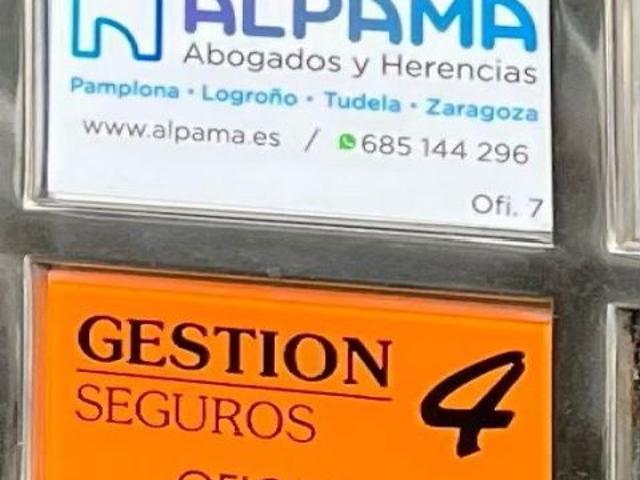 ALPAMA
Abogados y Herencias
Pamplona · Logroño · Tudela · Zaragoza
www.alpama.es / 685 144 296
Ofi. 7
GESTION 4
SEGUROS